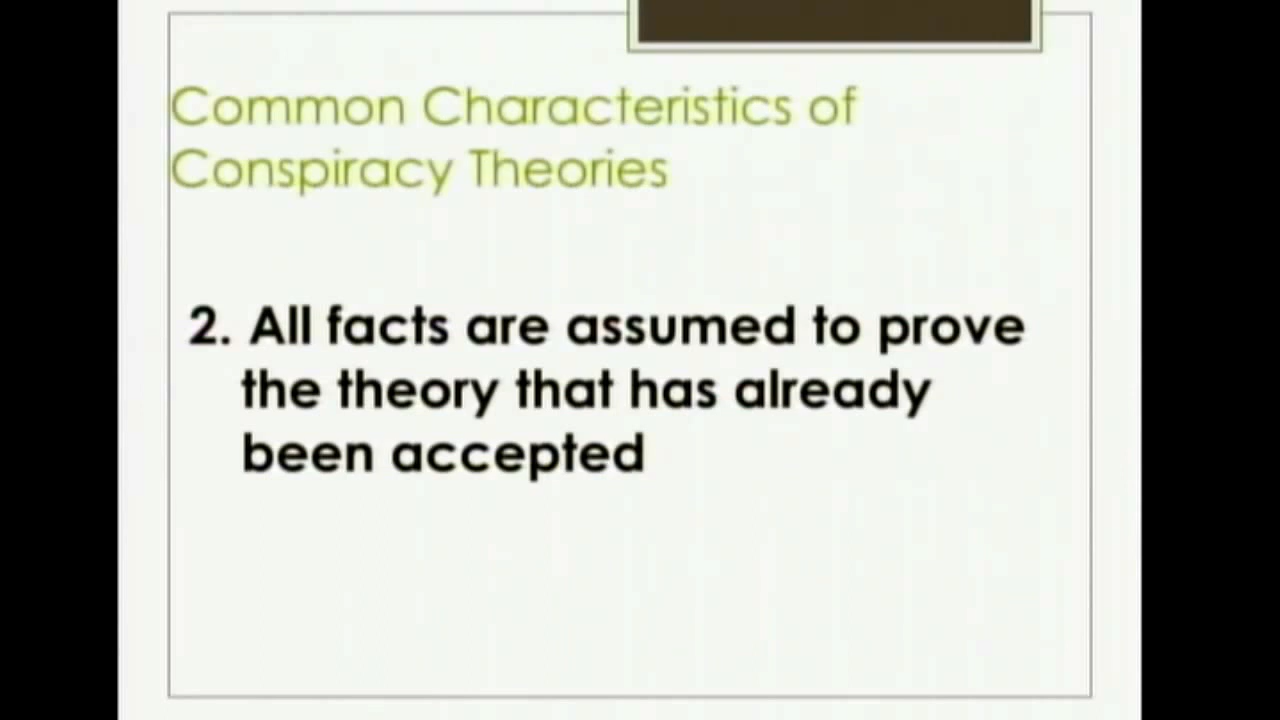 Common Characteristics of
Conspiracy Theories
2. All facts are assumed to prove
the theory that has already
been accepted